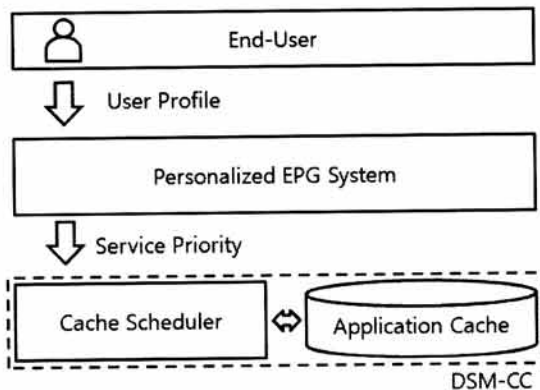 End-User
User Profile
Personalized EPG System
Service Priority
Cache Scheduler
Application Cache
DSM-CC